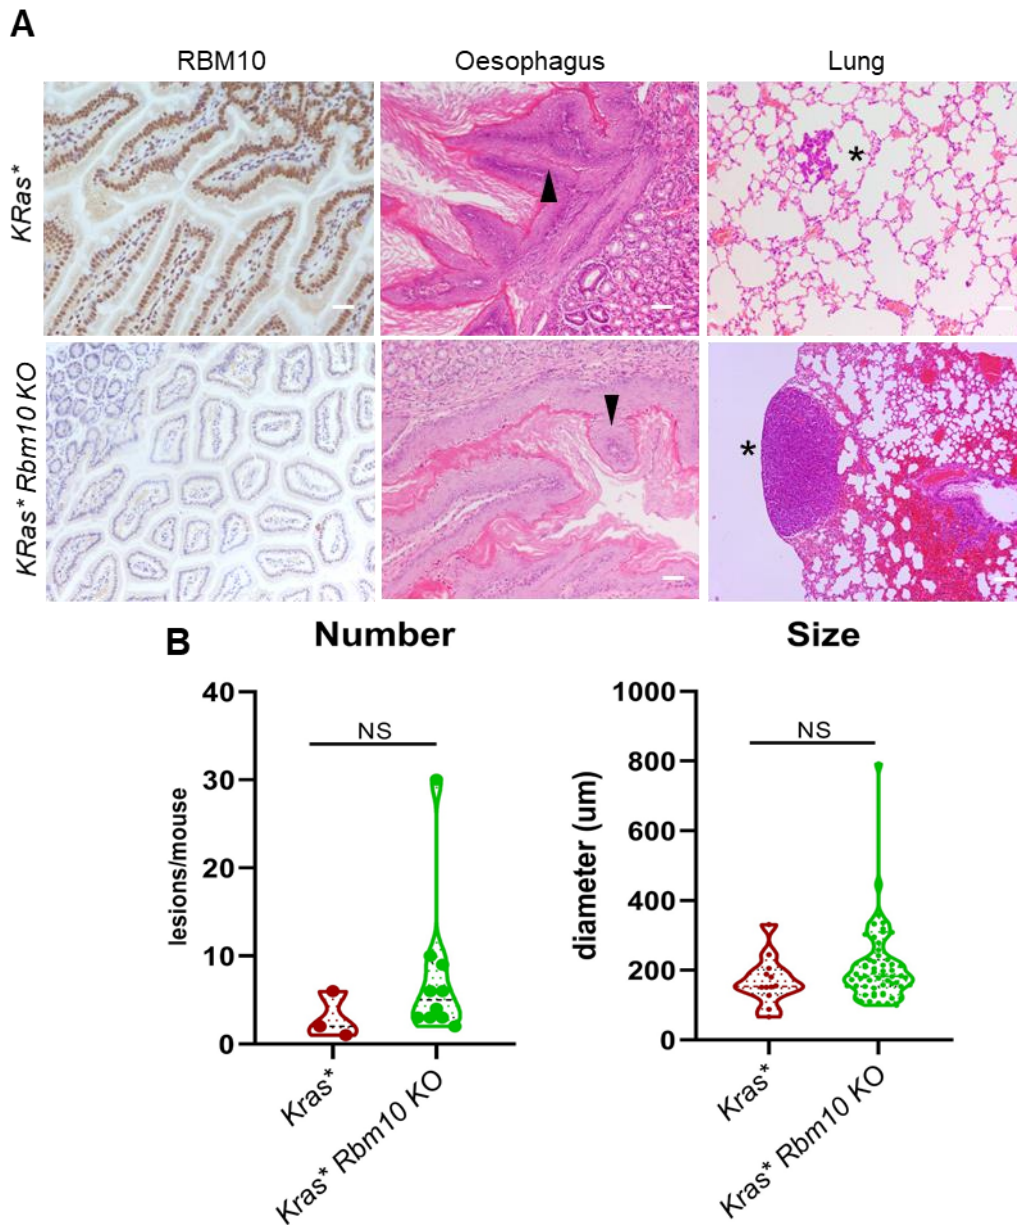 A
RBM10 Oesophagus Lung
KRas*
*
KRas* Rbm10 KO
*
B
Number Size
40
30
20
10
0
lesions/mouse
NS
Kras*
Kras* Rbm10 KO
1000
800
600
400
200
0
diameter (um)
NS
Kras*
Kras* Rbm10 KO